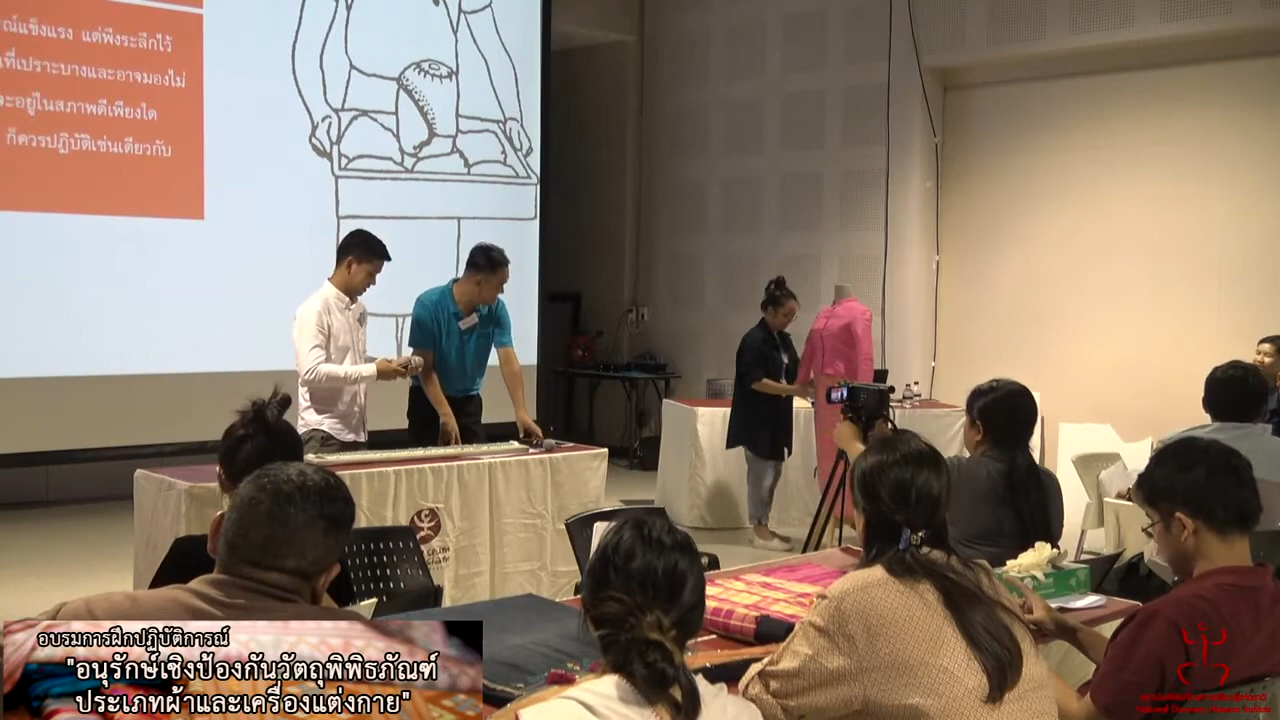 ณ์แข็งแรง แต่พึงระลึกไว้
ที่เปราะบางและอาจมองไม่
จะอยู่ในสภาพดีเพียงใด
ก็ควรปฏิบัติเช่นเดียวกับ
อบรมการฝึกปฏิบัติการณ์
"อนุรักษ์เชิงป้องกันวัตถุพิพิธภัณฑ์
ประเภทผ้าและเครื่องแต่งกาย"